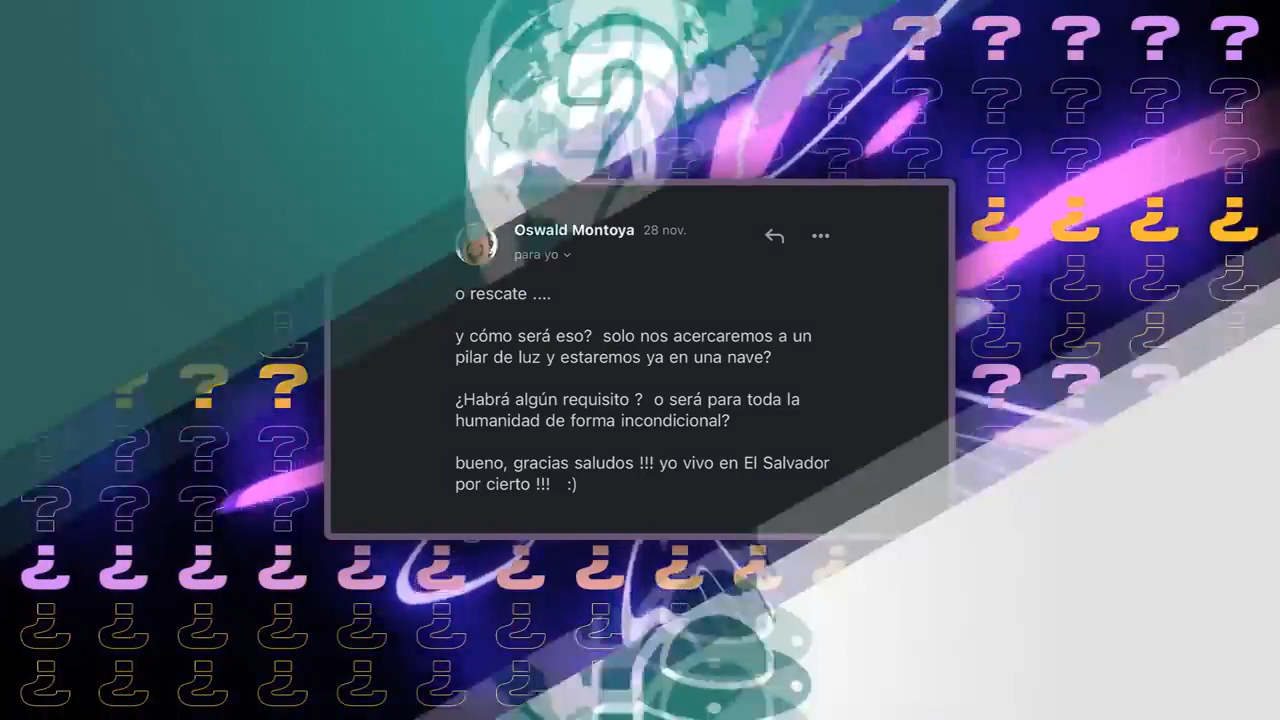 Oswald Montoya 28 nov.
para yo
o rescate ....
y cómo será eso?  solo nos acercaremos a un
pilar de luz y estaremos ya en una nave?
¿Habrá algún requisito ?  o será para toda la
humanidad de forma incondicional?
bueno, gracias saludos !!! yo vivo en El Salvador
por cierto !!!   :)